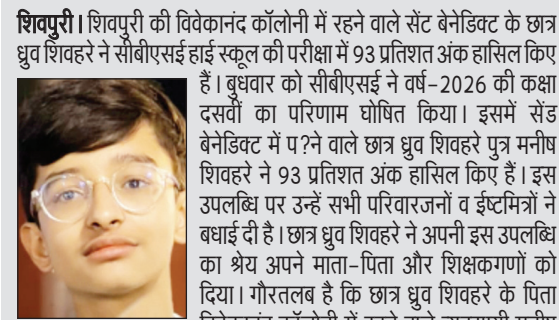 शिवपुरी। शिवपुरी की विवेकानंद कॉलोनी में रहने वाले सेंट बेनेडिक्ट के छात्र
ध्रुव शिवहरे ने सीबीएसई हाई स्कूल की परीक्षा में 93 प्रतिशत अंक हासिल किए
हैं। बुधवार को सीबीएसई ने वर्ष-2026 की कक्षा
दसवीं का परिणाम घोषित किया। इसमें सेंड
बेनेडिक्ट में प?ने वाले छात्र ध्रुव शिवहरे पुत्र मनीष
शिवहरे ने 93 प्रतिशत अंक हासिल किए हैं। इस
उपलब्धि पर उन्हें सभी परिवारजनों व ईष्टमित्रों ने
बधाई दी है। छात्र ध्रुव शिवहरे ने अपनी इस उपलब्धि
का श्रेय अपने माता-पिता और शिक्षकगणों को
दिया। गौरतलब है कि छात्र ध्रुव शिवहरे के पिता